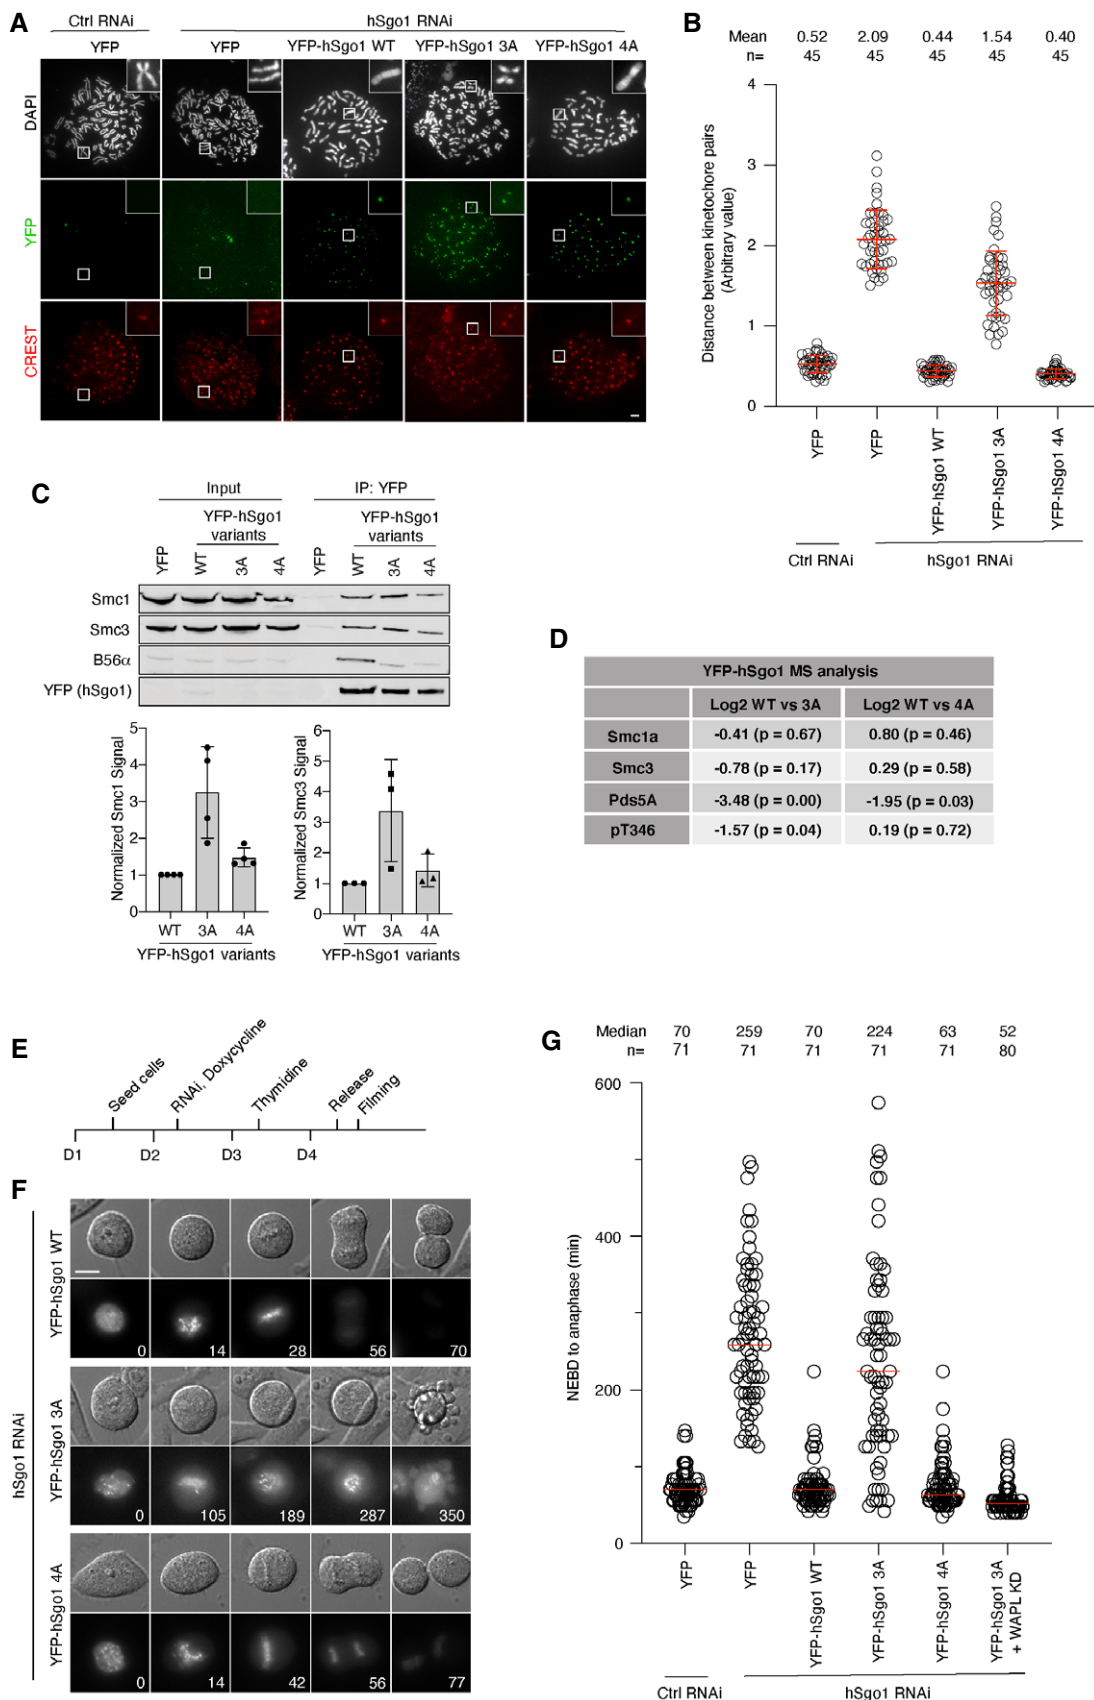 A
Ctrl RNAi
hSgo1 RNAi
YFP
YFP
YFP-hSgo1 WT
YFP-hSgo1 3A
YFP-hSgo1 4A
DAPI
YFP
CREST
B
Mean 0.52 2.09 0.44 1.54 0.40
n= 45 45 45 45 45
Distance between kinetochore pairs
(Arbitrary value)
4
3
2
1
0
YFP
YFP
YFP-hSgo1 WT
YFP-hSgo1 3A
YFP-hSgo1 4A
Ctrl RNAi
hSgo1 RNAi
C
Input
IP: YFP
YFP-hSgo1
variants
YFP-hSgo1
variants
YFP WT 3A 4A YFP WT 3A 4A
Smc1
Smc3
B56α
YFP (hSgo1)
Normalized Smc1 Signal
5
4
3
2
1
0
WT 3A 4A
YFP-hSgo1 variants
Normalized Smc3 Signal
6
5
4
3
2
1
0
WT 3A 4A
YFP-hSgo1 variants
D
YFP-hSgo1 MS analysis
Log2 WT vs 3A Log2 WT vs 4A
Smc1a -0.41 (p = 0.67) 0.80 (p = 0.46)
Smc3 -0.78 (p = 0.17) 0.29 (p = 0.58)
Pds5A -3.48 (p = 0.00) -1.95 (p = 0.03)
pT346 -1.57 (p = 0.04) 0.19 (p = 0.72)
E
Seed cells
RNAi, Doxycycline
Thymidine
Release
Filming
D1 D2 D3 D4
F
hSgo1 RNAi
YFP-hSgo1 WT
0 14 28 56 70
YFP-hSgo1 3A
0 105 189 287 350
YFP-hSgo1 4A
0 14 42 56 77
G
Median 70 259 70 224 63 52
n= 71 71 71 71 71 80
NEBD to anaphase (min)
600
400
200
0
YFP
YFP
YFP-hSgo1 WT
YFP-hSgo1 3A
YFP-hSgo1 4A
YFP-hSgo1 3A
+ WAPL KD
Ctrl RNAi
hSgo1 RNAi